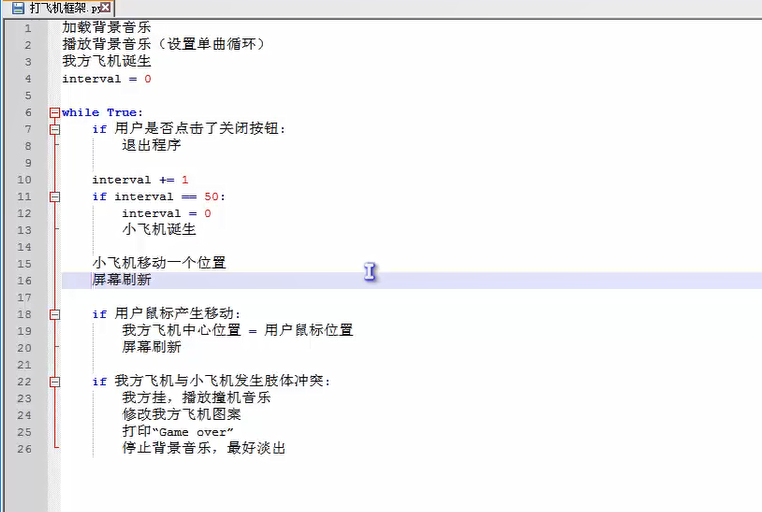 打飞机框架.py
1 加载背景音乐
2 播放背景音乐（设置单曲循环）
3 我方飞机诞生
4 interval = 0
5
6 while True:
7 if 用户是否点击了关闭按钮:
8 退出程序
9
10 interval += 1
11 if interval == 50:
12 interval = 0
13 小飞机诞生
14
15 小飞机移动一个位置
16 屏幕刷新
17
18 if 用户鼠标产生移动:
19 我方飞机中心位置 = 用户鼠标位置
20 屏幕刷新
21
22 if 我方飞机与小飞机发生肢体冲突:
23 我方挂，播放撞机音乐
24 修改我方飞机图案
25 打印“Game over”
26 停止背景音乐，最好淡出